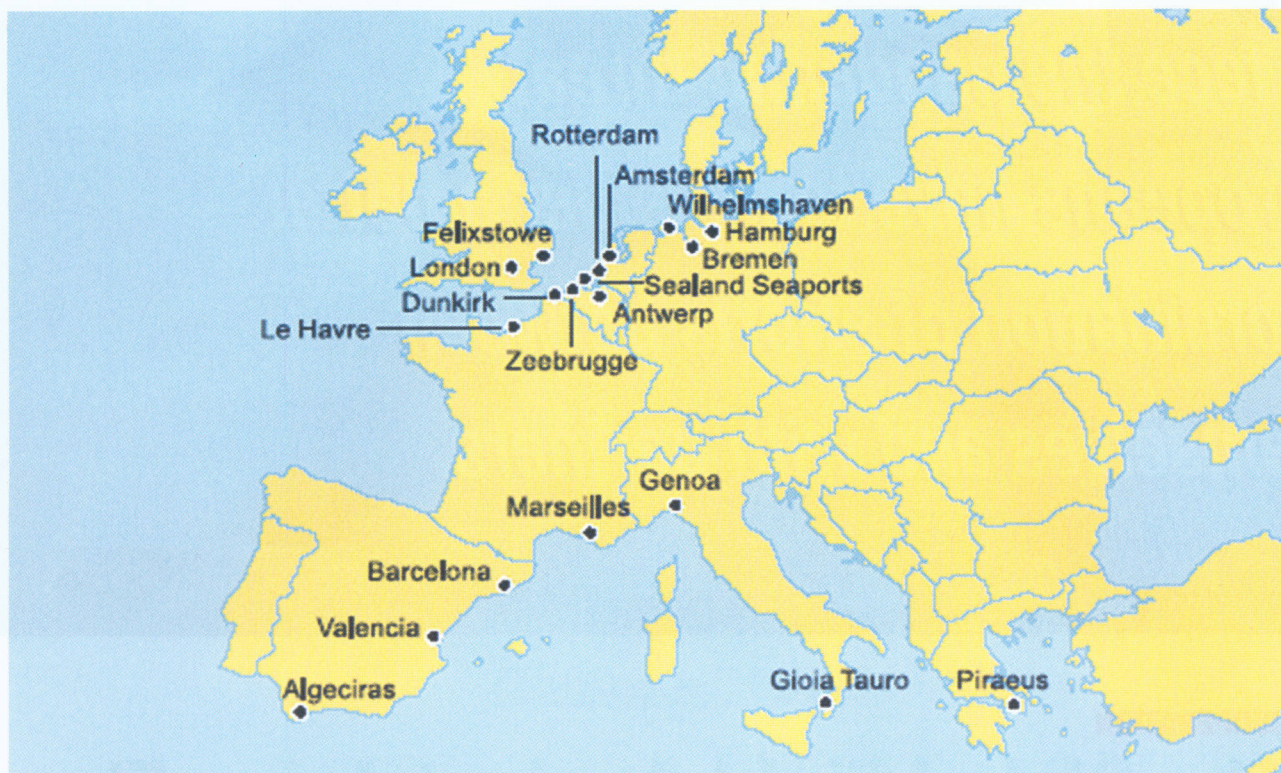 Rotterdam
Amsterdam
Wilhelmshaven
Felixstowe
Hamburg
Bremen
London
Sealand Seaports
Dunkirk
Antwerp
Le Havre
Zeebrugge
Genoa
Marseilles
Barcelona
Valencia
Algeciras
Gioia Tauro
Piraeus